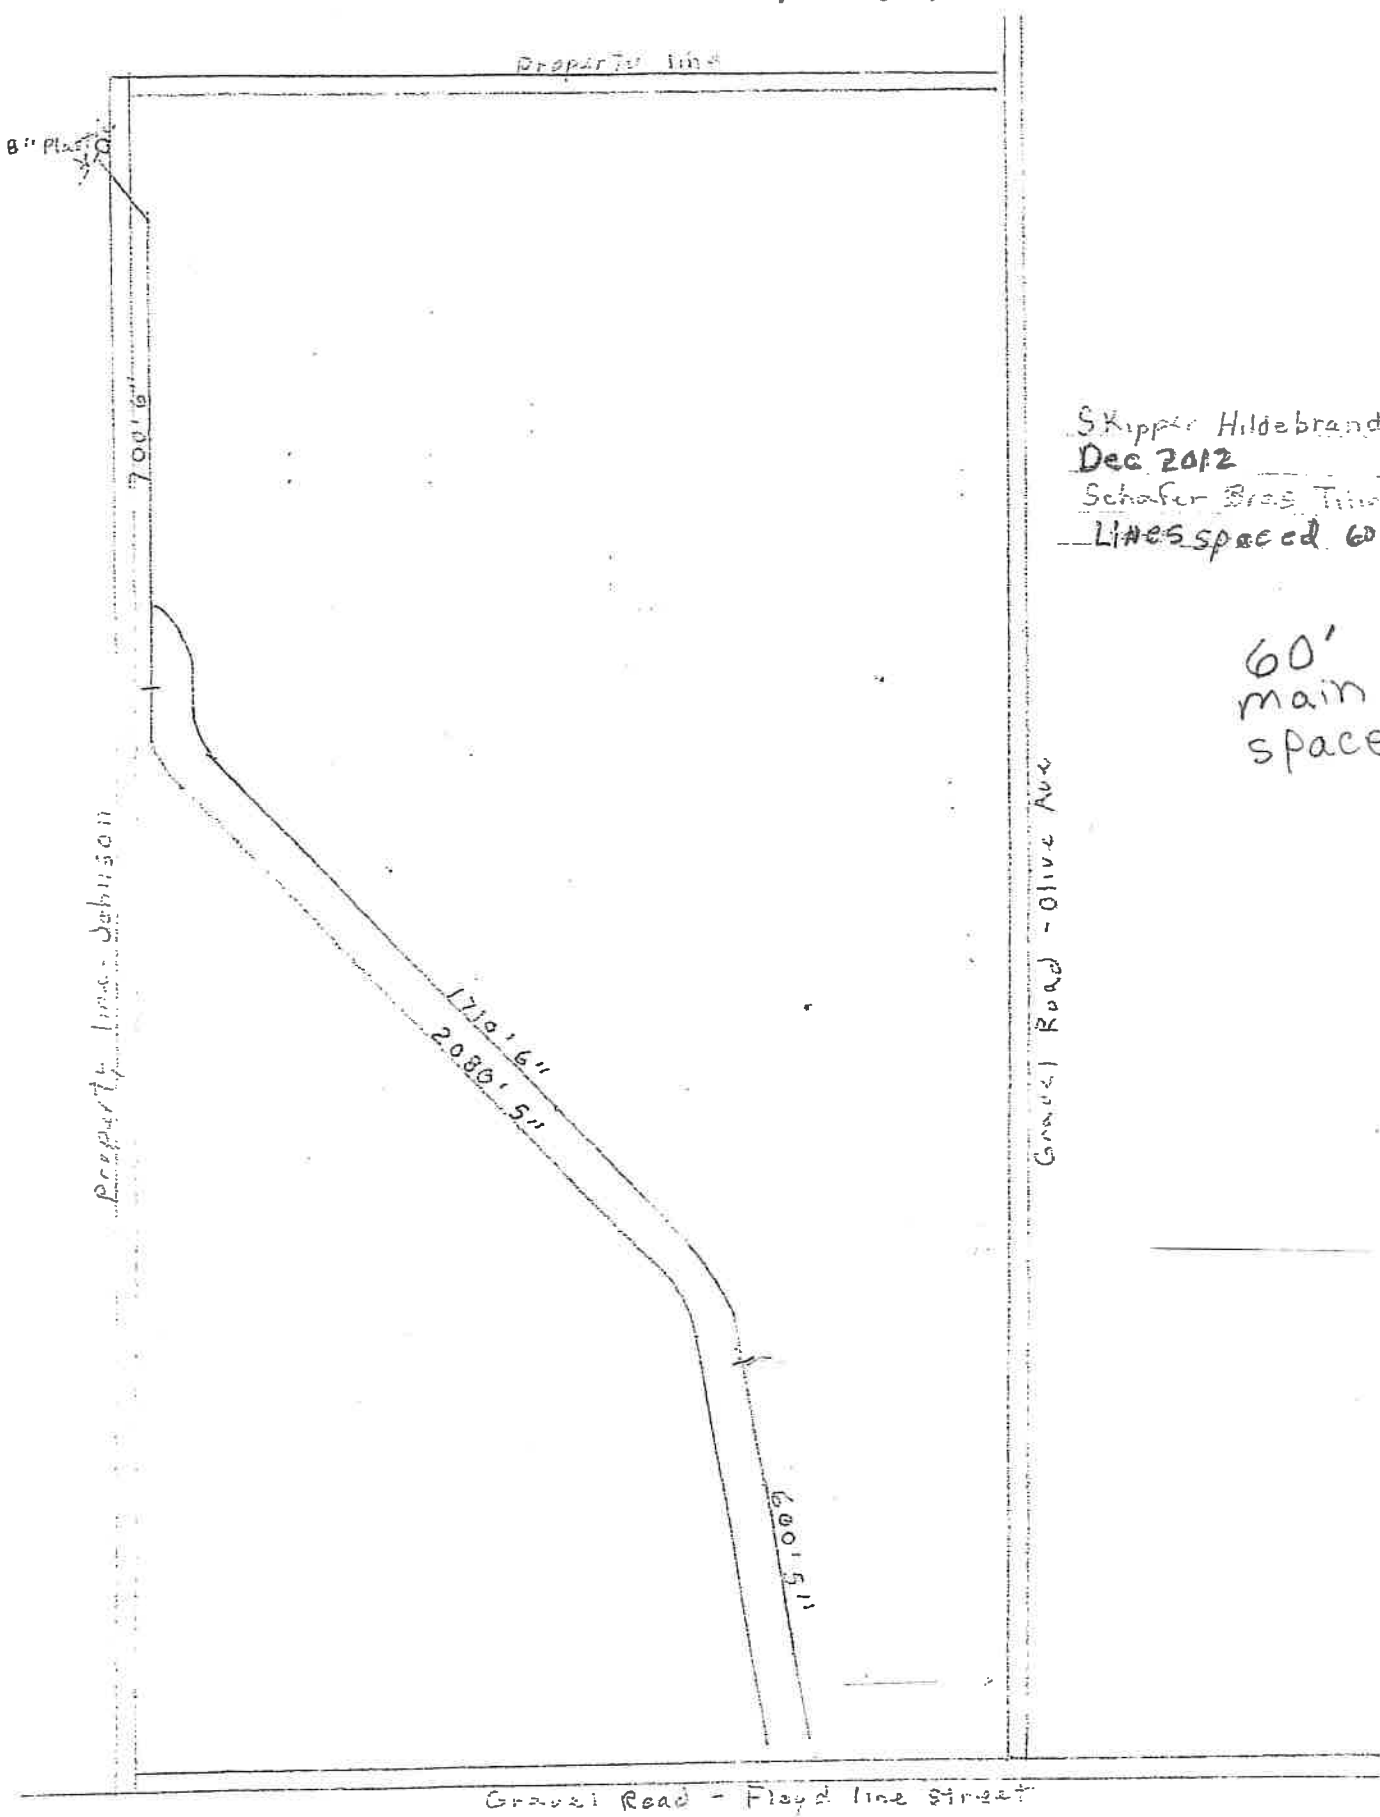 Property line
8" Plastic
700' 6"
Skipper Hildebrand
Dec 2012
Schafer Bros
Lines spaced 60
60'
main
space
Property line - Johnson
Gravel Road - Olive Ave
1710' 6"
2080' 5"
600' 5"
Gravel Road - Floyd line street